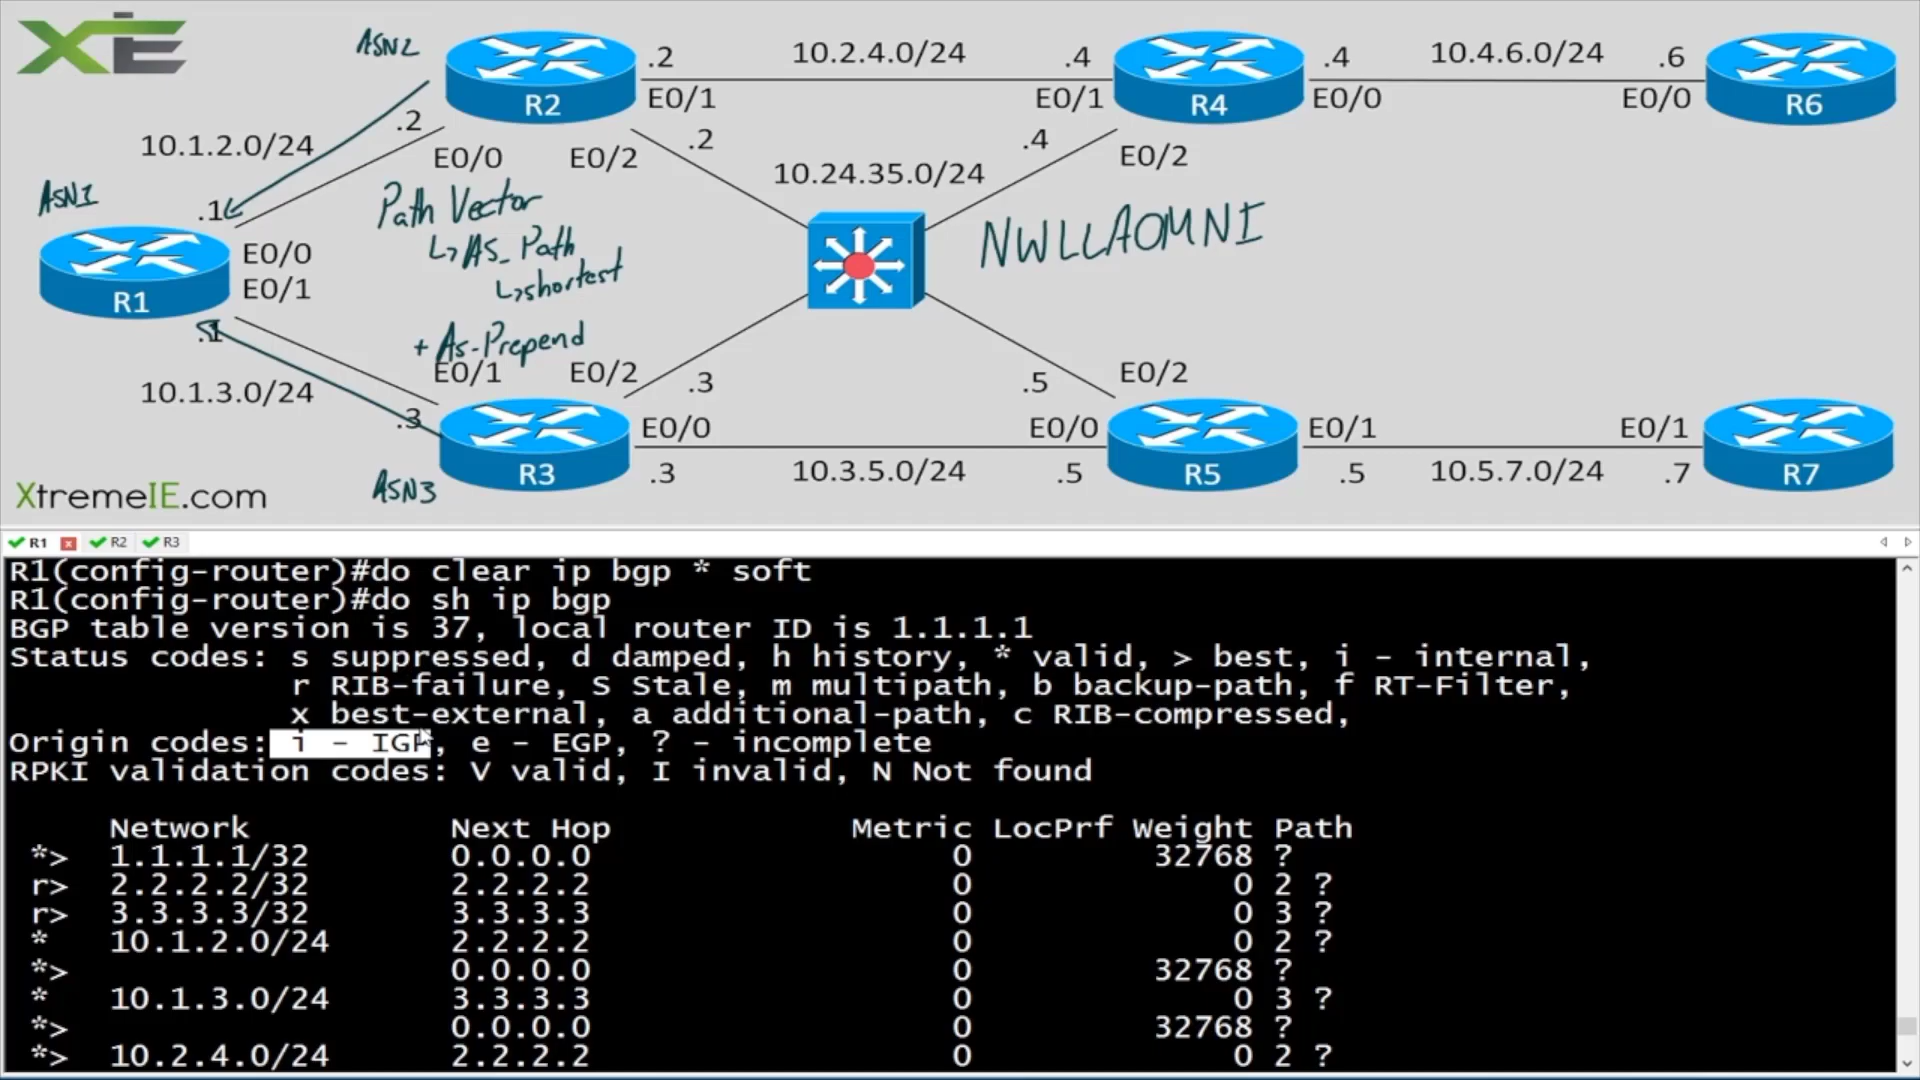 XIE
ASN2
.2
10.2.4.0/24
.4
.4
10.4.6.0/24
.6
R2
E0/1
E0/1
R4
E0/0
E0/0
R6
10.1.2.0/24
.2
E0/0
E0/2
.2
.4
E0/2
10.24.35.0/24
ASN1
.1
Path Vector
↳AS_Path
↳shortest
NWLLAOMNI
E0/0
E0/1
R1
.1
+ As-Prepend
E0/1
E0/2
.3
.5
E0/2
10.1.3.0/24
.3
E0/0
E0/0
E0/1
E0/1
R3
.3
10.3.5.0/24
.5
R5
.5
10.5.7.0/24
.7
R7
XtremeIE.com
ASN3
R1 R2 R3
R1(config-router)#do clear ip bgp * soft
R1(config-router)#do sh ip bgp
BGP table version is 37, local router ID is 1.1.1.1
Status codes: s suppressed, d damped, h history, * valid, > best, i - internal,
r RIB-failure, S Stale, m multipath, b backup-path, f RT-Filter,
x best-external, a additional-path, c RIB-compressed,
Origin codes: i - IGP, e - EGP, ? - incomplete
RPKI validation codes: V valid, I invalid, N Not found
Network Next Hop Metric LocPrf Weight Path
*> 1.1.1.1/32 0.0.0.0 0 32768 ?
r> 2.2.2.2/32 2.2.2.2 0 0 2 ?
r> 3.3.3.3/32 3.3.3.3 0 0 3 ?
* 10.1.2.0/24 2.2.2.2 0 0 2 ?
*> 0.0.0.0 0 32768 ?
* 10.1.3.0/24 3.3.3.3 0 0 3 ?
*> 0.0.0.0 0 32768 ?
*> 10.2.4.0/24 2.2.2.2 0 0 2 ?